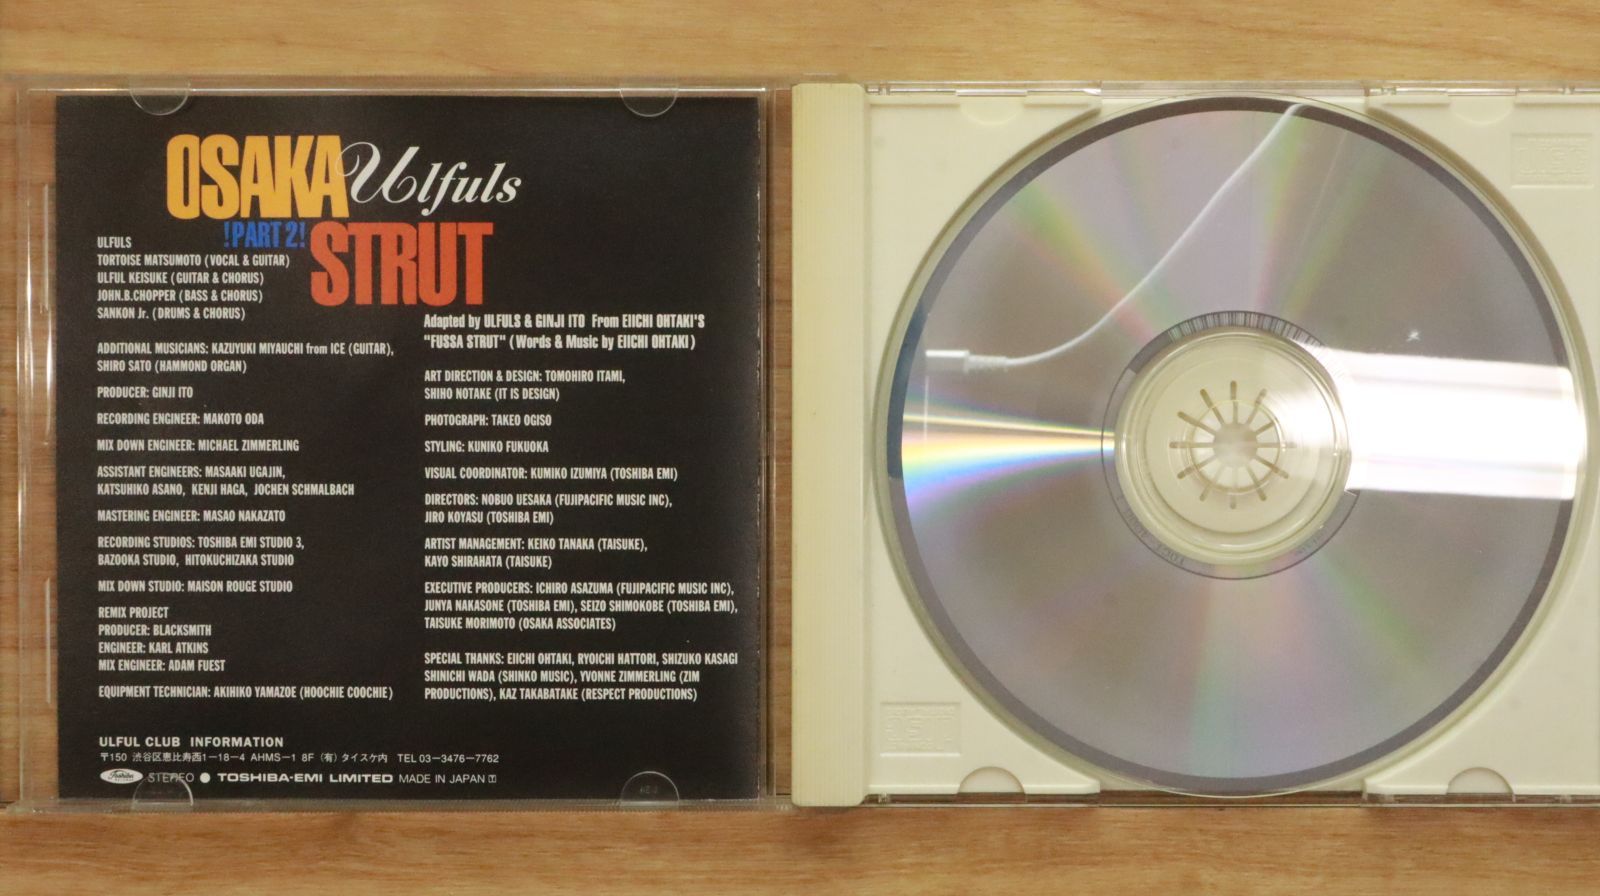 OSAKA Ulfuls
!PART 2! STRUT
ULFULS
TORTOISE MATSUMOTO (VOCAL & GUITAR)
ULFUL KEISUKE (GUITAR & CHORUS)
JOHN.B.CHOPPER (BASS & CHORUS)
SANKON Jr. (DRUMS & CHORUS)
ADDITIONAL MUSICIANS: KAZUYUKI MIYAUCHI from ICE (GUITAR),
SHIRO SATO (HAMMOND ORGAN)
PRODUCER: GINJI ITO
RECORDING ENGINEER: MAKOTO ODA
MIX DOWN ENGINEER: MICHAEL ZIMMERLING
ASSISTANT ENGINEERS: MASAAKI UGAJIN,
KATSUHIKO ASANO, KENJI HAGA, JOCHEN SCHMALBACH
MASTERING ENGINEER: MASAO NAKAZATO
RECORDING STUDIOS: TOSHIBA EMI STUDIO 3,
BAZOOKA STUDIO, HITOKUCHIZAKA STUDIO
MIX DOWN STUDIO: MAISON ROUGE STUDIO
REMIX PROJECT
PRODUCER: BLACKSMITH
ENGINEER: KARL ATKINS
MIX ENGINEER: ADAM FUEST
EQUIPMENT TECHNICIAN: AKIHIKO YAMAZOE (HOOCHIE COOCHIE)
Adapted by ULFULS & GINJI ITO From EIICHI OHTAKI'S
"FUSSA STRUT" (Words & Music by EIICHI OHTAKI)
ART DIRECTION & DESIGN: TOMOHIRO ITAMI,
SHIHO NOTAKE (IT IS DESIGN)
PHOTOGRAPH: TAKEO OGISO
STYLING: KUNIKO FUKUOKA
VISUAL COORDINATOR: KUMIKO IZUMIYA (TOSHIBA EMI)
DIRECTORS: NOBUO UESAKA (FUJIPACIFIC MUSIC INC),
JIRO KOYASU (TOSHIBA EMI)
ARTIST MANAGEMENT: KEIKO TANAKA (TAISUKE),
KAYO SHIRAHATA (TAISUKE)
EXECUTIVE PRODUCERS: ICHIRO ASAZUMA (FUJIPACIFIC MUSIC INC),
JUNYA NAKASONE (TOSHIBA EMI), SEIZO SHIMOKOBE (TOSHIBA EMI),
TAISUKE MORIMOTO (OSAKA ASSOCIATES)
SPECIAL THANKS: EIICHI OHTAKI, RYOICHI HATTORI, SHIZUKO KASAGI
SHINICHI WADA (SHINKO MUSIC), YVONNE ZIMMERLING (ZIM
PRODUCTIONS), KAZ TAKABATAKE (RESPECT PRODUCTIONS)
ULFUL CLUB INFORMATION
〒150 渋谷区恵比寿西1-18-4 AHMS-1 8F (有)タイスケ内 TEL 03-3476-7762
Toshiba STEREO ● TOSHIBA-EMI LIMITED MADE IN JAPAN